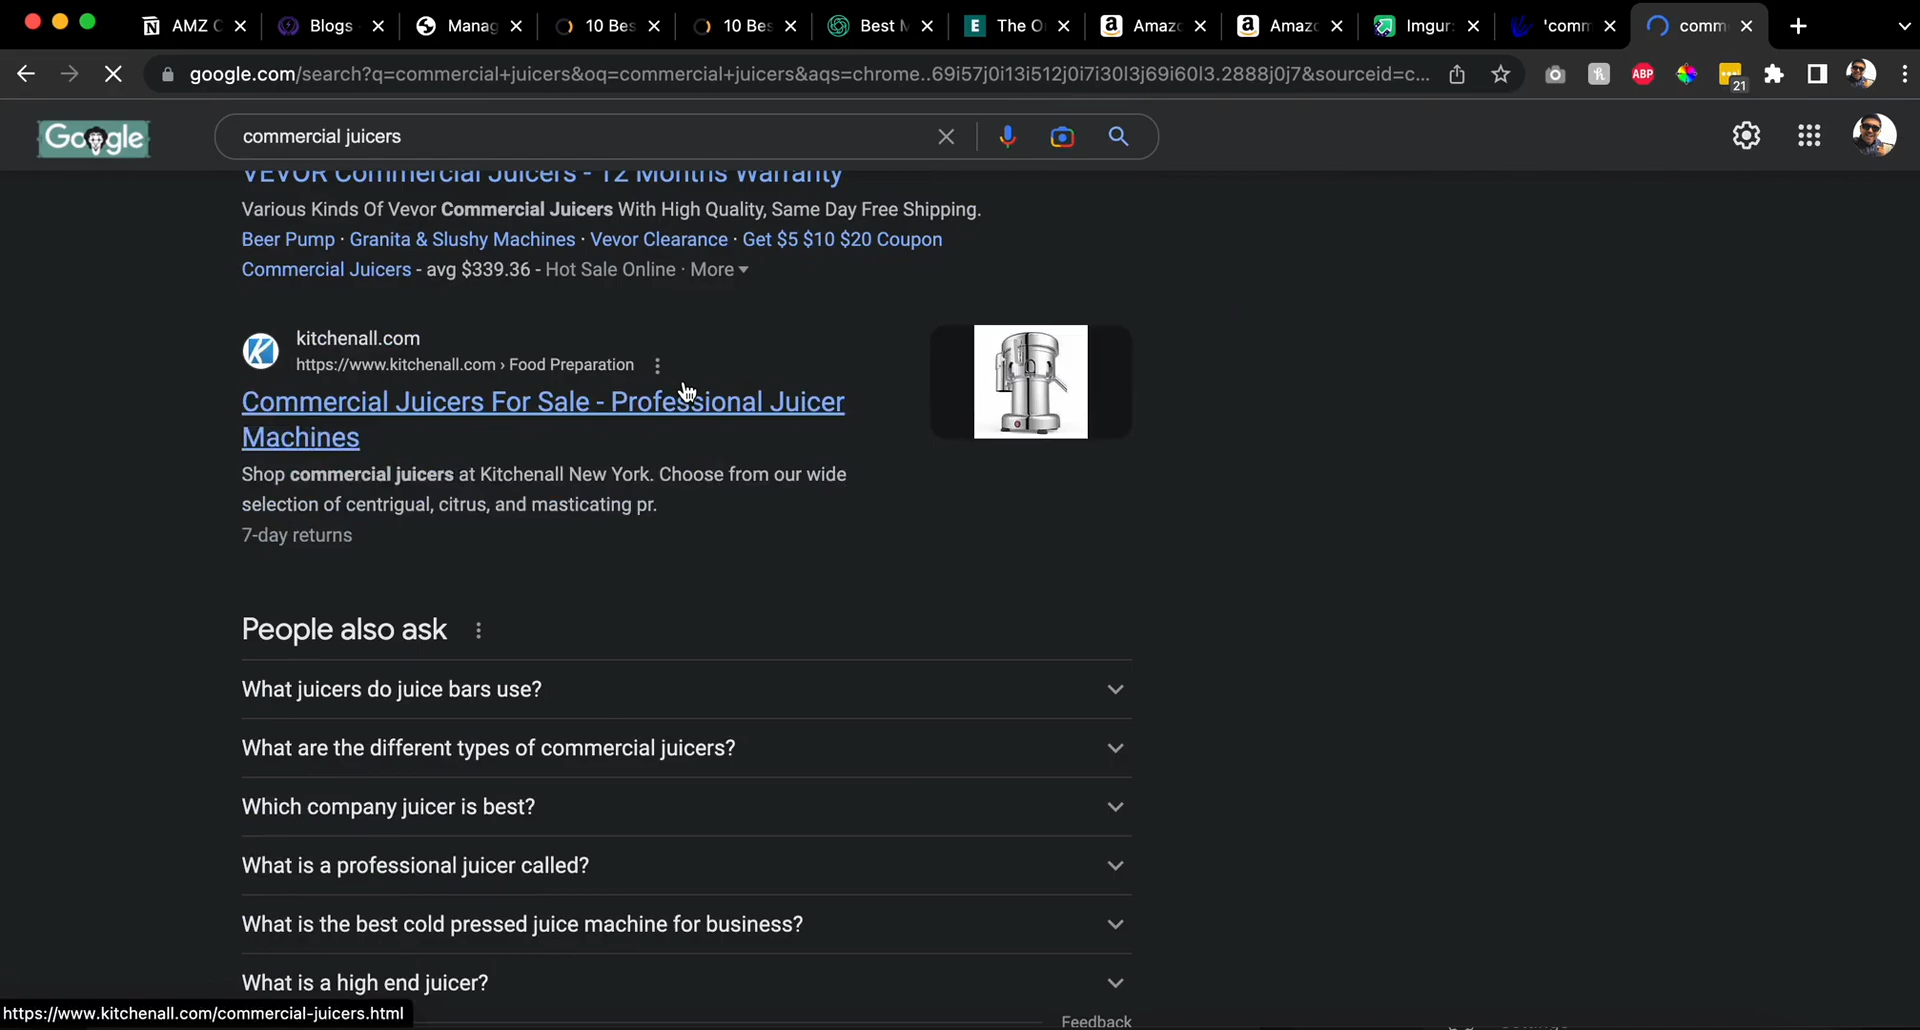 AMZ C
Blogs
Manag
10 Bes
10 Bes
Best M
The O
Amazo
Amazo
Imgur:
'comm
comm
google.com/search?q=commercial+juicers&oq=commercial+juicers&aqs=chrome..69i57j0i13i512j0i7i30l3j69i60l3.2888j0j7&sourceid=c...
ABP
21
Google
commercial juicers
VEVOR Commercial Juicers - 12 Months Warranty
Various Kinds Of Vevor Commercial Juicers With High Quality, Same Day Free Shipping.
Beer Pump · Granita & Slushy Machines · Vevor Clearance · Get $5 $10 $20 Coupon
Commercial Juicers - avg $339.36 - Hot Sale Online · More
K
kitchenall.com
https://www.kitchenall.com › Food Preparation
Commercial Juicers For Sale - Professional Juicer
Machines
Shop commercial juicers at Kitchenall New York. Choose from our wide
selection of centrigual, citrus, and masticating pr.
7-day returns
People also ask
What juicers do juice bars use?
What are the different types of commercial juicers?
Which company juicer is best?
What is a professional juicer called?
What is the best cold pressed juice machine for business?
What is a high end juicer?
https://www.kitchenall.com/commercial-juicers.html
Feedback